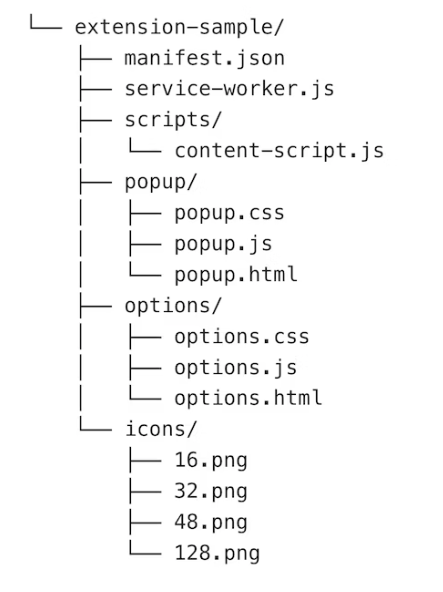 └── extension-sample/
    ├── manifest.json
    ├── service-worker.js
    ├── scripts/
    │   └── content-script.js
    ├── popup/
    │   ├── popup.css
    │   ├── popup.js
    │   └── popup.html
    ├── options/
    │   ├── options.css
    │   ├── options.js
    │   └── options.html
    └── icons/
        ├── 16.png
        ├── 32.png
        ├── 48.png
        └── 128.png